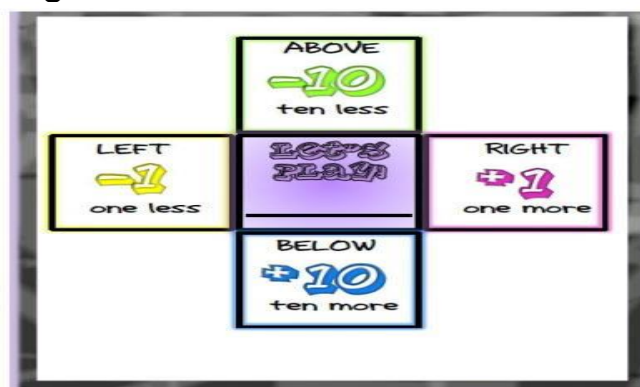 ABOVE
-10
ten less
LEFT
-1
one less
LET'S
PLAY!
RIGHT
+1
one more
BELOW
+10
ten more